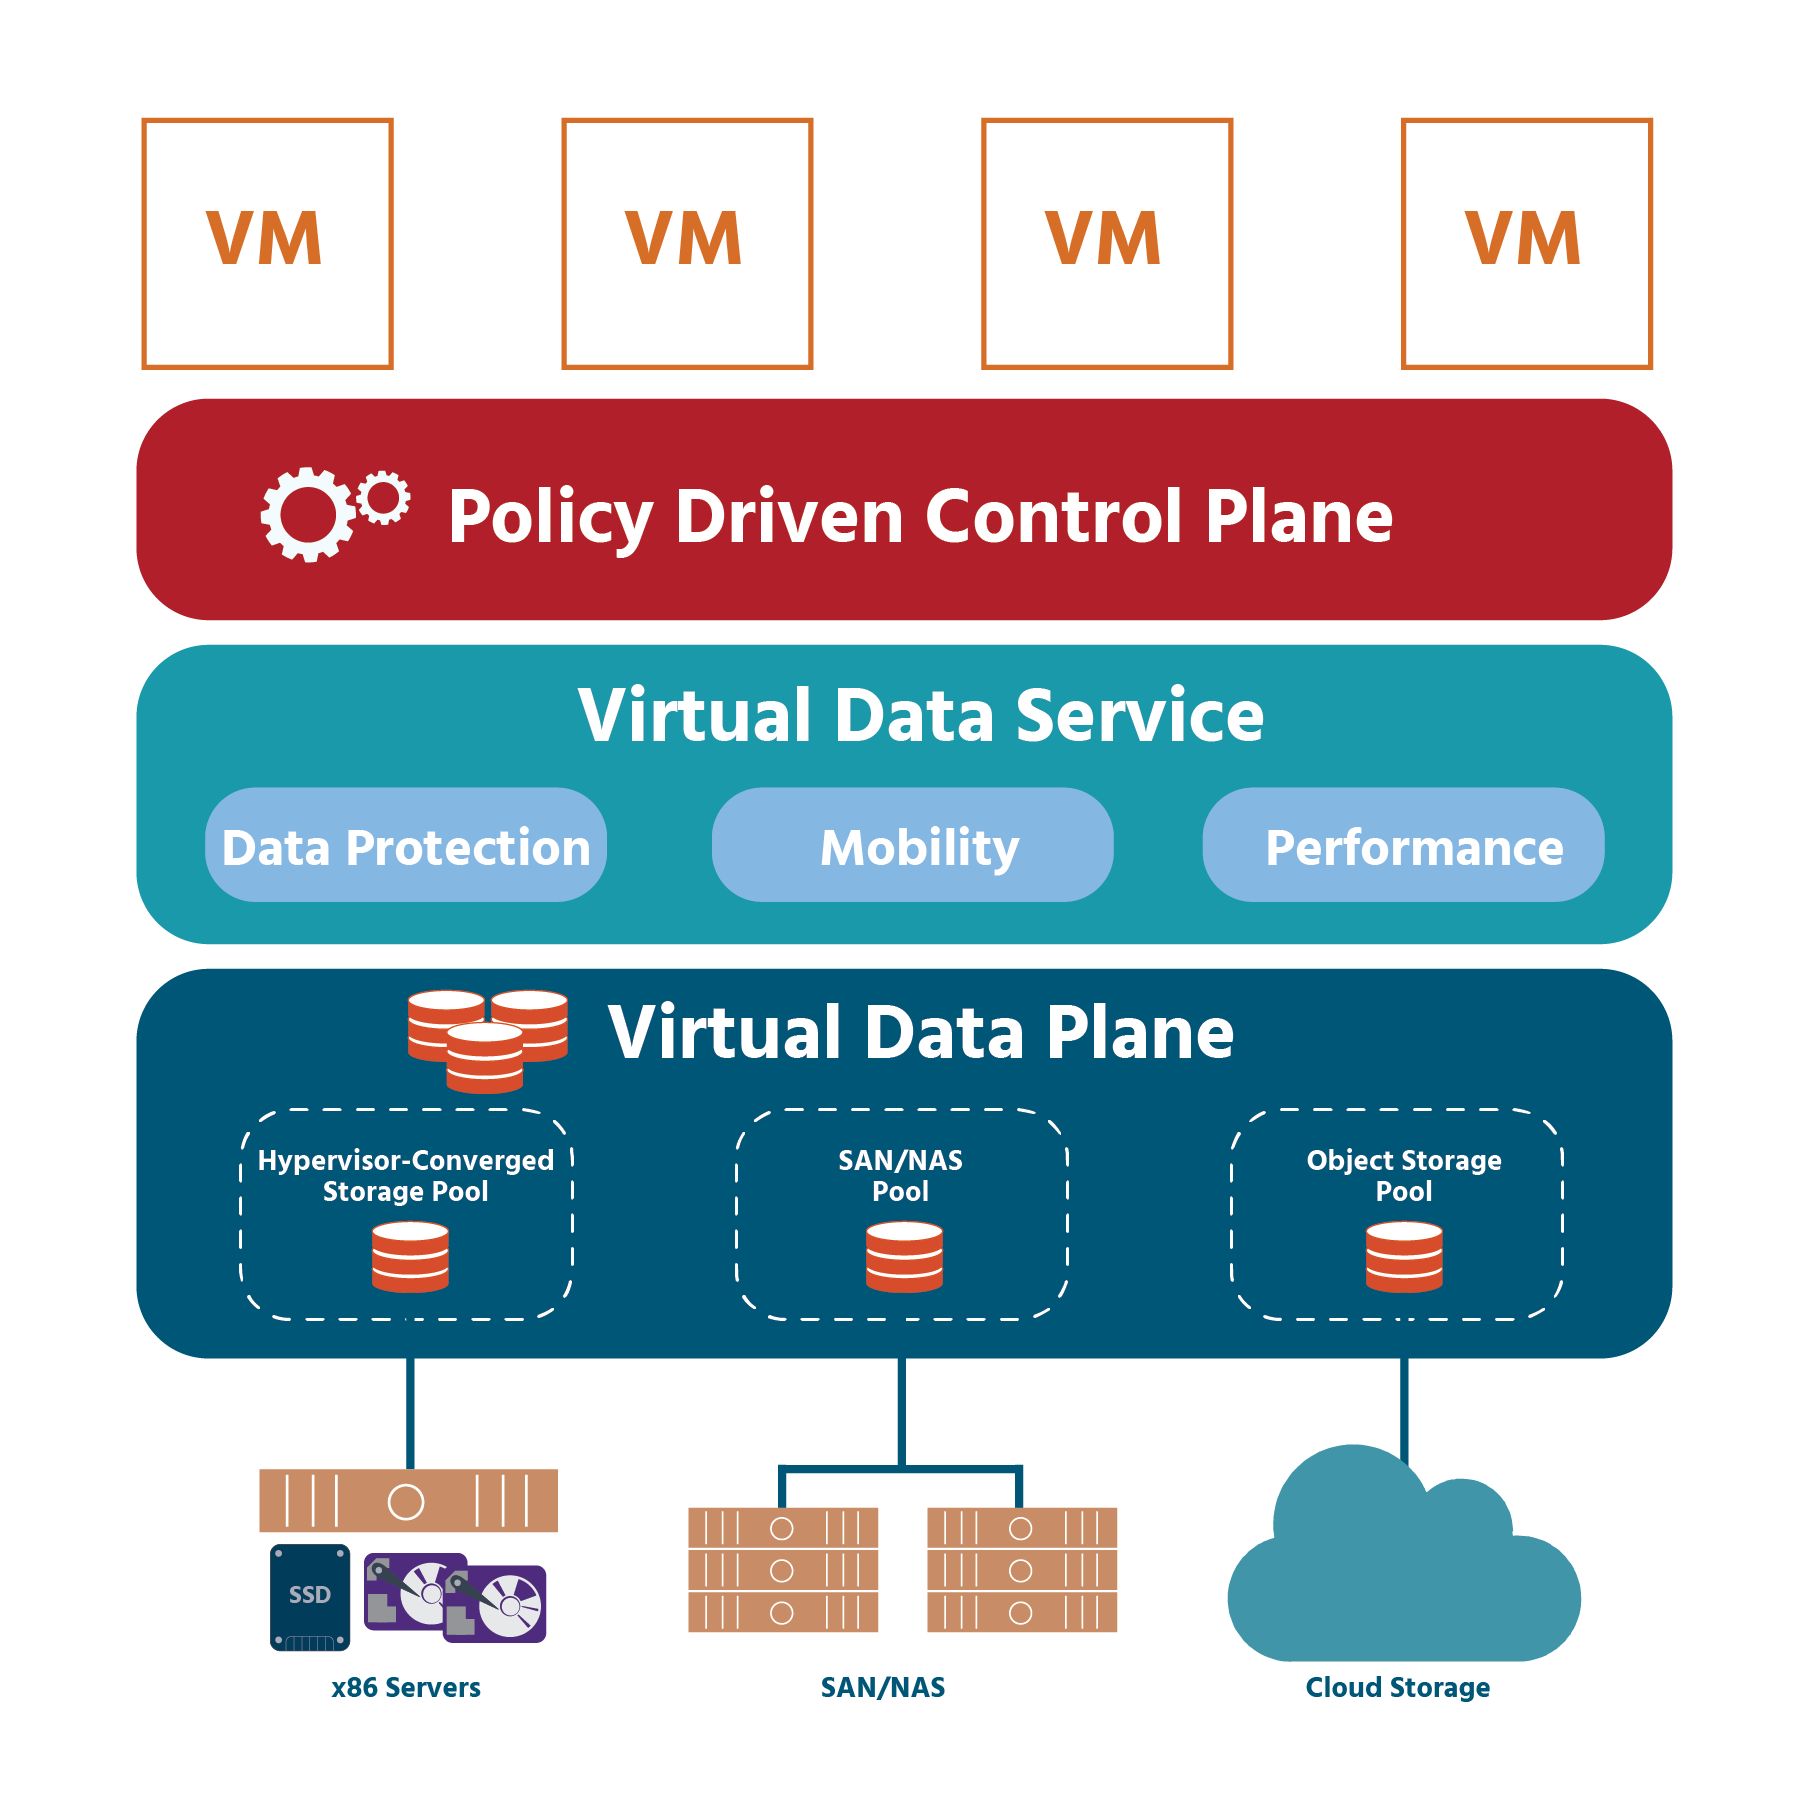 VM
VM
VM
VM
Policy Driven Control Plane
Virtual Data Service
Data Protection
Mobility
Performance
Virtual Data Plane
Hypervisor-Converged
Storage Pool
SAN/NAS
Pool
Object Storage
Pool
SSD
x86 Servers
SAN/NAS
Cloud Storage